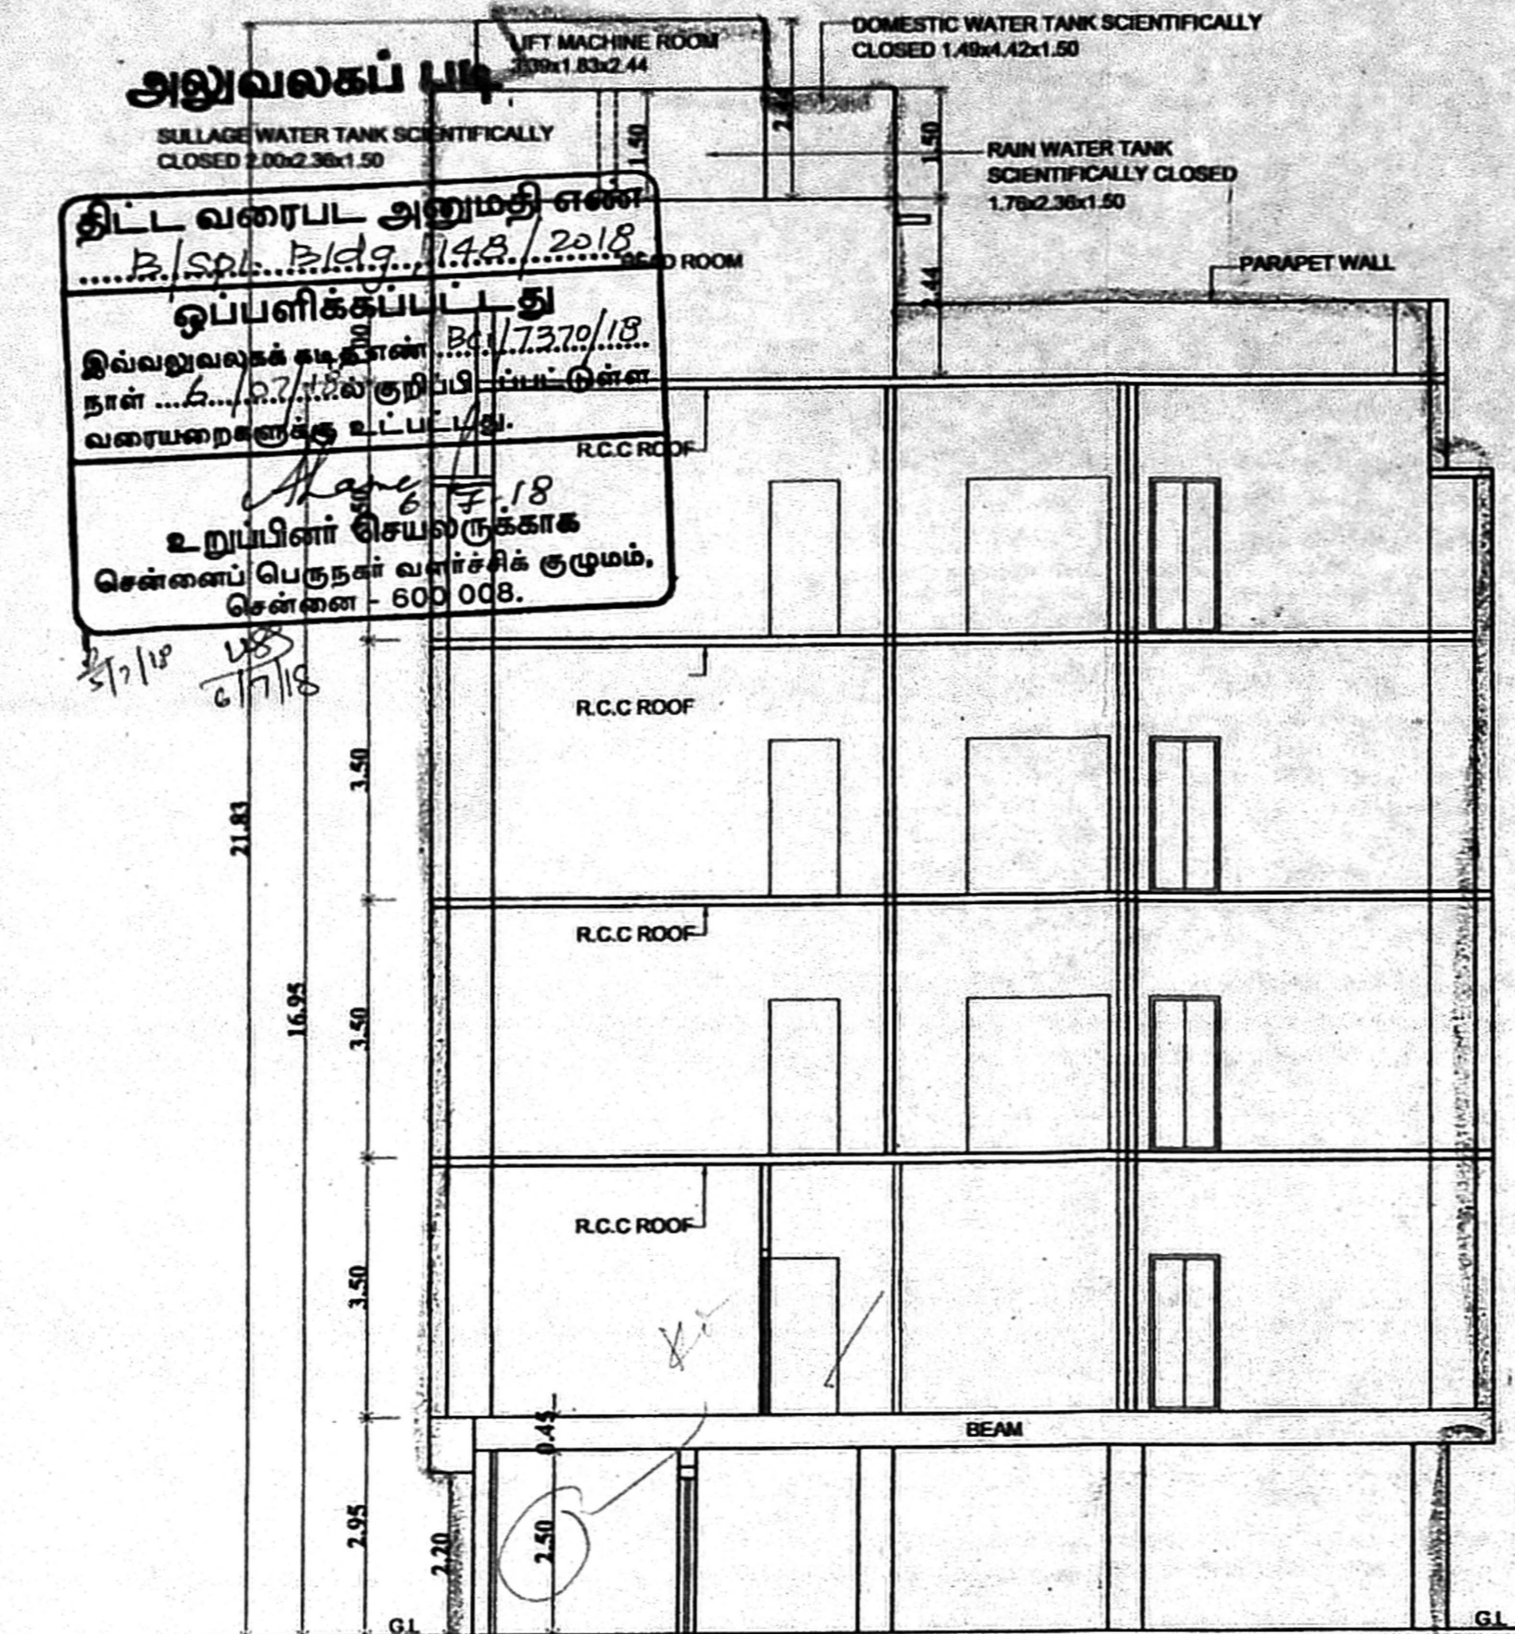 LIFT MACHINE ROOM
1.83x2.44
DOMESTIC WATER TANK SCIENTIFICALLY
CLOSED 1.49x4.42x1.50
அலுவலகப் படி
SULLAGE WATER TANK SCIENTIFICALLY
CLOSED 2.00x2.36x1.50
1.50
1.50
RAIN WATER TANK
SCIENTIFICALLY CLOSED
1.76x2.36x1.50
திட்ட வரைபட அனுமதி எண்
B/Spl. Bldg/148/2018
ROOM
2.44
PARAPET WALL
ஒப்பளிக்கப்பட்டது
இவ்வலுவலகக் கடித எண் /7370/18
நாள் 6/07/18 ல் குறிப்பிடப்பட்டுள்ள
வரையறைகளுக்கு உட்பட்டது.
R.C.C ROOF
6-7-18
உறுப்பினர் செயலருக்காக
சென்னைப் பெருநகர் வளர்ச்சிக் குழுமம்,
சென்னை - 600 008.
5/7/18
6/7/18
R.C.C ROOF
3.50
21.83
R.C.C ROOF
16.95
3.50
R.C.C ROOF
3.50
0.45
BEAM
2.95
2.20
2.50
G.L
G.L